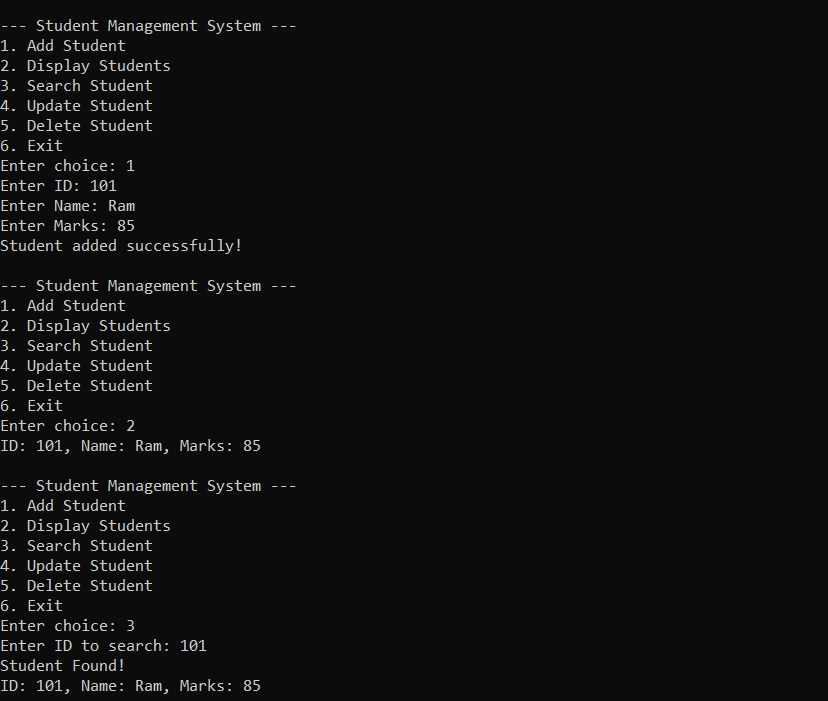 --- Student Management System ---
1. Add Student
2. Display Students
3. Search Student
4. Update Student
5. Delete Student
6. Exit
Enter choice: 1
Enter ID: 101
Enter Name: Ram
Enter Marks: 85
Student added successfully!

--- Student Management System ---
1. Add Student
2. Display Students
3. Search Student
4. Update Student
5. Delete Student
6. Exit
Enter choice: 2
ID: 101, Name: Ram, Marks: 85

--- Student Management System ---
1. Add Student
2. Display Students
3. Search Student
4. Update Student
5. Delete Student
6. Exit
Enter choice: 3
Enter ID to search: 101
Student Found!
ID: 101, Name: Ram, Marks: 85